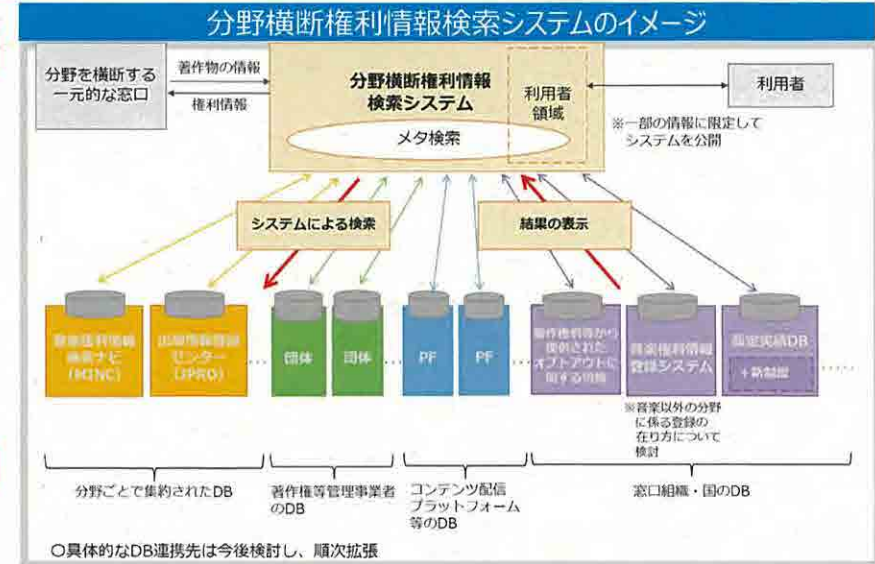 分野横断権利情報検索システムのイメージ
分野を横断する
一元的な窓口
著作物の情報
権利情報
分野横断権利情報
検索システム
メタ検索
利用者
領域
利用者
※一部の情報に限定して
システムを公開
システムによる検索
結果の表示
音楽権利情報
検索ナビ
(MINC)
出版情報登録
センター
(JPRO)
団体
団体
PF
PF
著作権者等から
提供された
オプトアウトに
関する情報
音楽権利情報
登録システム
裁定実績DB
+新制度
※音楽以外の分野
に係る登録の
在り方について
検討
分野ごとで集約されたDB
著作権等管理事業者
のDB
コンテンツ配信
プラットフォーム
等のDB
窓口組織・国のDB
○具体的なDB連携先は今後検討し、順次拡張